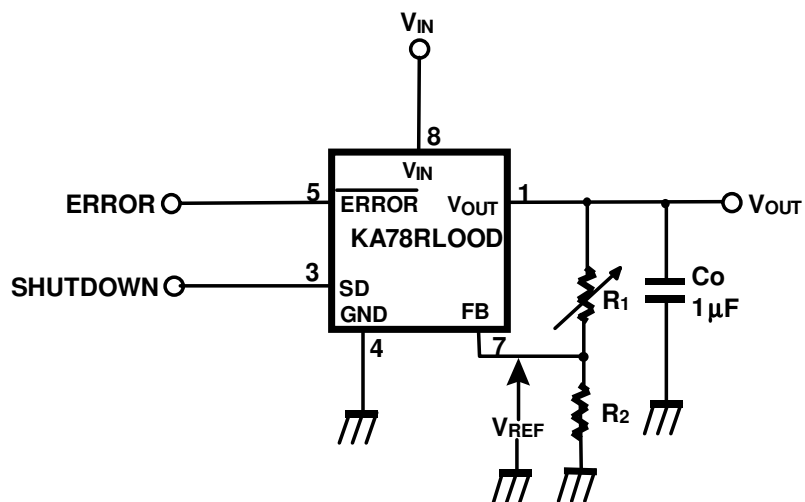 VIN
8
VIN
5
1
ERROR
ERROR
VOUT
VOUT
KA78RLOOD
3
SHUTDOWN
SD
GND
FB
R1
Co
1µF
4
7
VREF
R2